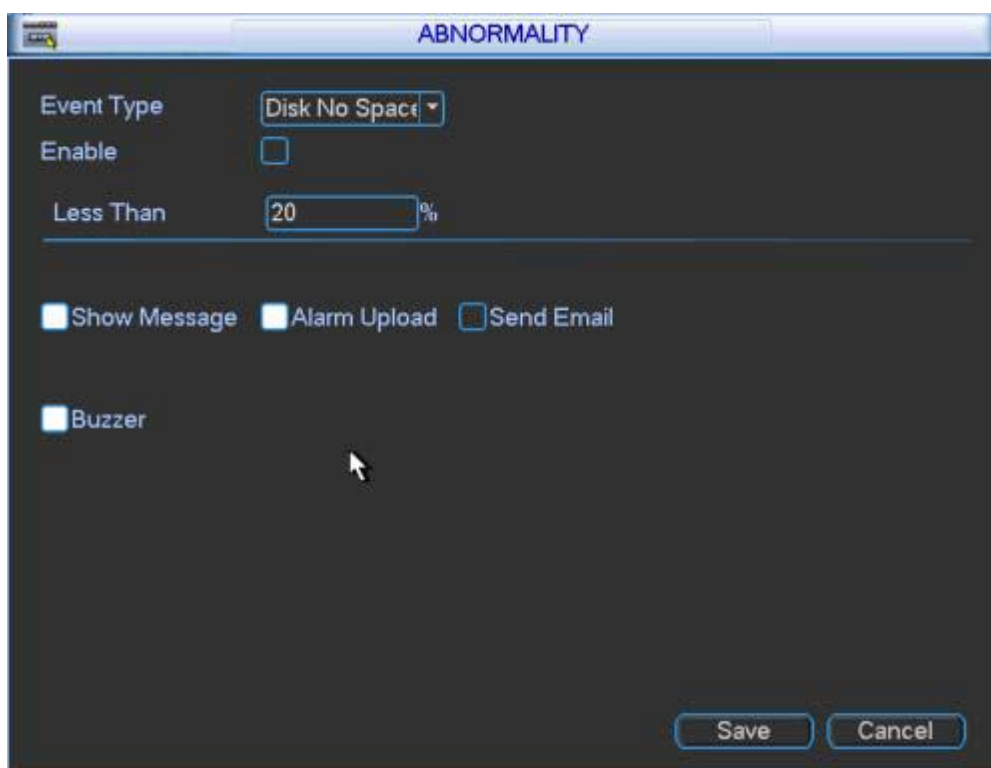 ABNORMALITY
Event Type Disk No Space
Enable
Less Than 20 %
Show Message Alarm Upload Send Email
Buzzer
Save Cancel